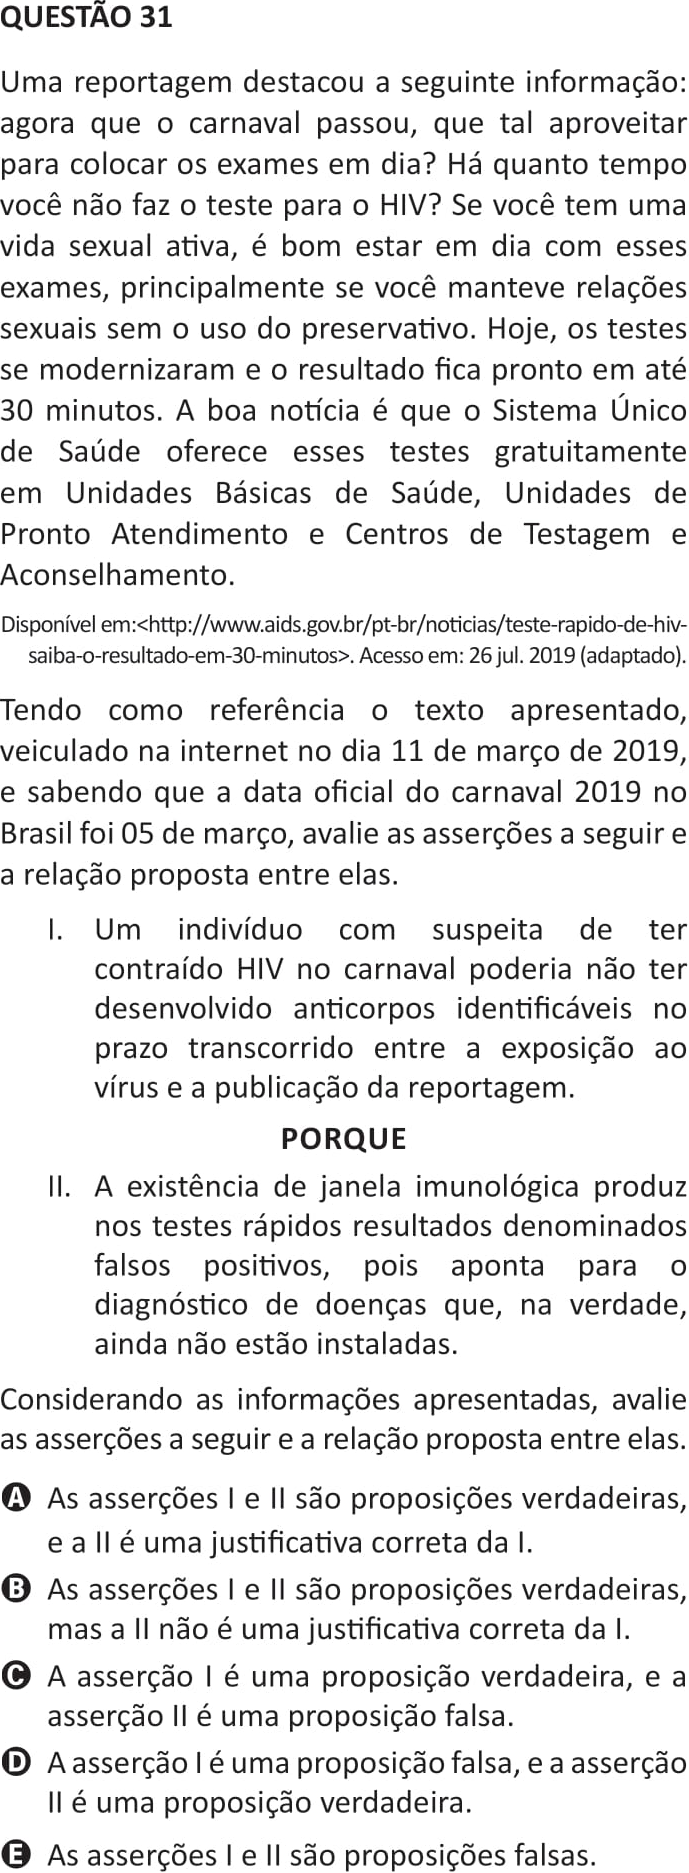 QUESTÃO 31
Uma reportagem destacou a seguinte informação:
agora que o carnaval passou, que tal aproveitar
para colocar os exames em dia? Há quanto tempo
você não faz o teste para o HIV? Se você tem uma
vida sexual ativa, é bom estar em dia com esses
exames, principalmente se você manteve relações
sexuais sem o uso do preservativo. Hoje, os testes
se modernizaram e o resultado fica pronto em até
30 minutos. A boa notícia é que o Sistema Único
de Saúde oferece esses testes gratuitamente
em Unidades Básicas de Saúde, Unidades de
Pronto Atendimento e Centros de Testagem e
Aconselhamento.
Disponível em:<http://www.aids.gov.br/pt-br/noticias/teste-rapido-de-hiv-
saiba-o-resultado-em-30-minutos>. Acesso em: 26 jul. 2019 (adaptado).
Tendo como referência o texto apresentado,
veiculado na internet no dia 11 de março de 2019,
e sabendo que a data oficial do carnaval 2019 no
Brasil foi 05 de março, avalie as asserções a seguir e
a relação proposta entre elas.
I. Um indivíduo com suspeita de ter
contraído HIV no carnaval poderia não ter
desenvolvido anticorpos identificáveis no
prazo transcorrido entre a exposição ao
vírus e a publicação da reportagem.
PORQUE
II. A existência de janela imunológica produz
nos testes rápidos resultados denominados
falsos positivos, pois aponta para o
diagnóstico de doenças que, na verdade,
ainda não estão instaladas.
Considerando as informações apresentadas, avalie
as asserções a seguir e a relação proposta entre elas.
A As asserções I e II são proposições verdadeiras,
e a II é uma justificativa correta da I.
B As asserções I e II são proposições verdadeiras,
mas a II não é uma justificativa correta da I.
C A asserção I é uma proposição verdadeira, e a
asserção II é uma proposição falsa.
D A asserção I é uma proposição falsa, e a asserção
II é uma proposição verdadeira.
E As asserções I e II são proposições falsas.